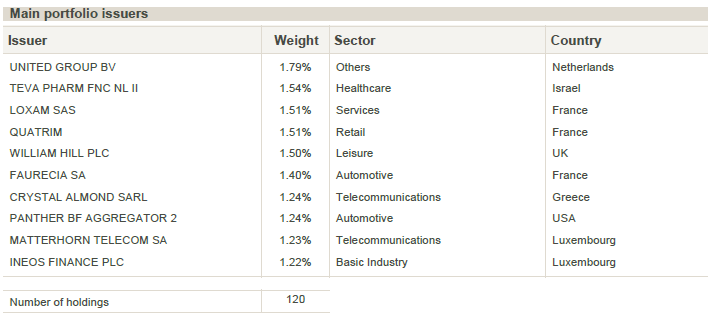 Main portfolio issuers
Issuer Weight Sector Country
UNITED GROUP BV 1.79% Others Netherlands
TEVA PHARM FNC NL II 1.54% Healthcare Israel
LOXAM SAS 1.51% Services France
QUATRIM 1.51% Retail France
WILLIAM HILL PLC 1.50% Leisure UK
FAURECIA SA 1.40% Automotive France
CRYSTAL ALMOND SARL 1.24% Telecommunications Greece
PANTHER BF AGGREGATOR 2 1.24% Automotive USA
MATTERHORN TELECOM SA 1.23% Telecommunications Luxembourg
INEOS FINANCE PLC 1.22% Basic Industry Luxembourg
Number of holdings 120